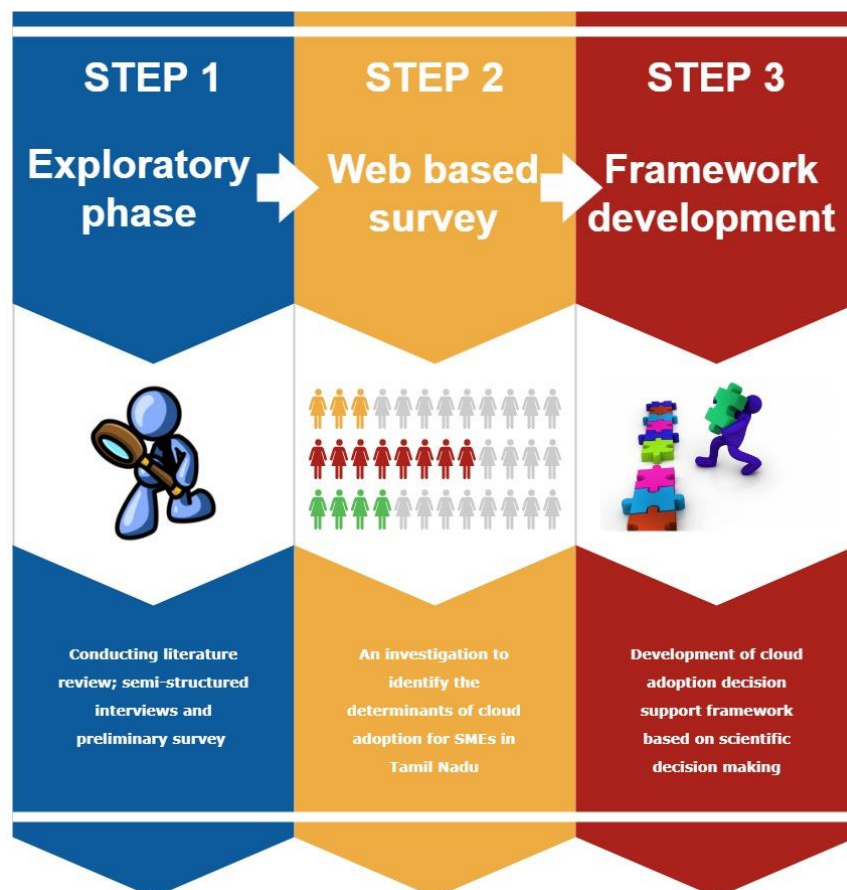 STEP 1
Exploratory
phase
Conducting literature
review; semi-structured
interviews and
preliminary survey
STEP 2
Web based
survey
An investigation to
identify the
determinants of cloud
adoption for SMEs in
Tamil Nadu
STEP 3
Framework
development
Development of cloud
adoption decision
support framework
based on scientific
decision making